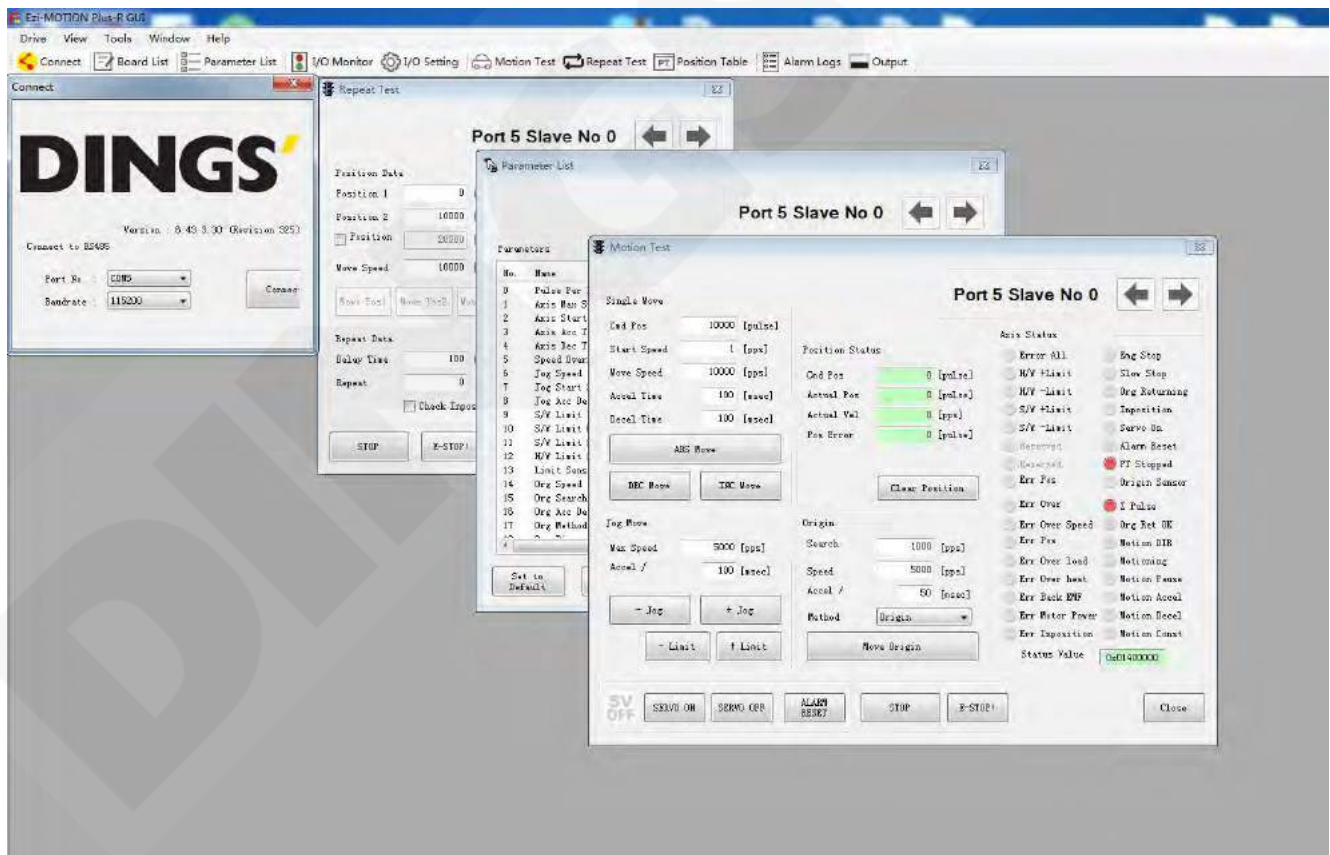 Ezi-MOTION Plus-R GUI
Drive View Tools Window Help
Connect Board List Parameter List I/O Monitor I/O Setting Motion Test Repeat Test PT Position Table Alarm Logs Output
Connect
DINGS'
Version : 6.43.3.30 (Revision 325)
Connect to RS485
Port No : COM5
Baudrate : 115200
Connec
Repeat Test
Port 5 Slave No 0
Position Data
Position 1 0
Position 2 10000
Position 20000
Move Speed 10000
Repeat Data
Delay Time 100
Repeat 0
Check Inpos
STOP E-STOP!
Parameter List
Port 5 Slave No 0
Parameters
No. Name
0 Pulse Per
1 Axis Max S
2 Axis Start
3 Axis Acc T
4 Axis Dec T
5 Speed Over
6 Jog Speed
7 Jog Start
8 Jog Acc De
9 S/W Limit
10 S/W Limit
11 S/W Limit
12 H/W Limit
13 Limit Sens
14 Org Speed
15 Org Search
16 Org Acc De
17 Org Method
Set to
Default
Motion Test
Port 5 Slave No 0
Single Move
Cmd Pos 10000 [pulse]
Start Speed 1 [pps]
Move Speed 10000 [pps]
Accel Time 100 [msec]
Decel Time 100 [msec]
ABS Move
DEC Move INC Move
Jog Move
Max Speed 5000 [pps]
Accel / 100 [msec]
- Jog + Jog
- Limit + Limit
Position Status
Cmd Pos 0 [pulse]
Actual Pos 0 [pulse]
Actual Vel 0 [pps]
Pos Error 0 [pulse]
Clear Position
Origin
Search 1000 [pps]
Speed 5000 [pps]
Accel / 50 [msec]
Method Origin
Move Origin
Axis Status
Error All Emg Stop
H/W +Limit Slow Stop
H/W -Limit Org Returning
S/W +Limit Inposition
S/W -Limit Servo On
Reserved Alarm Reset
Reserved PT Stopped
Err Pos Origin Sensor
Err Over Z Pulse
Err Over Speed Org Ret OK
Err Pos Motion DIR
Err Over load Motioning
Err Over heat Motion Pause
Err Back EMF Motion Accel
Err Motor Power Motion Decel
Err Inposition Motion Const
Status Value 0x01400000
SV
OFF
SERVO ON SERVO OFF ALARM RESET STOP E-STOP! Close